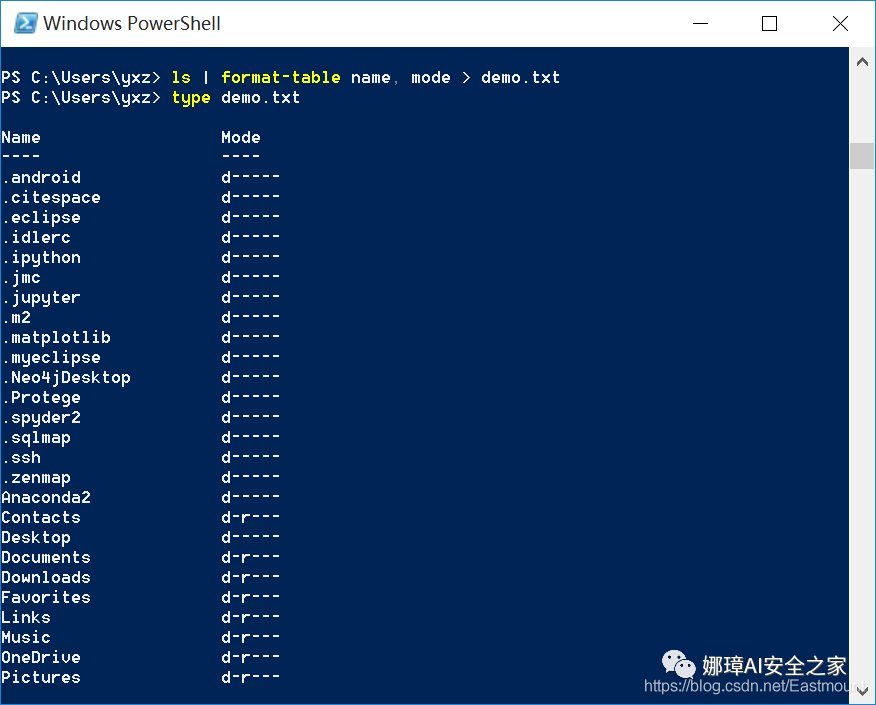 Windows PowerShell
PS C:\Users\yxz> ls | format-table name, mode > demo.txt
PS C:\Users\yxz> type demo.txt
Name Mode
---- ----
.android d-----
.citespace d-----
.eclipse d-----
.idlerc d-----
.ipython d-----
.jmc d-----
.jupyter d-----
.m2 d-----
.matplotlib d-----
.myeclipse d-----
.Neo4jDesktop d-----
.Protege d-----
.spyder2 d-----
.sqlmap d-----
.ssh d-----
.zenmap d-----
Anaconda2 d-----
Contacts d-r---
Desktop d-----
Documents d-r---
Downloads d-r---
Favorites d-r---
Links d-r---
Music d-r---
OneDrive d-r---
Pictures d-r---
娜璋AI安全之家
https://blog.csdn.net/Eastmount